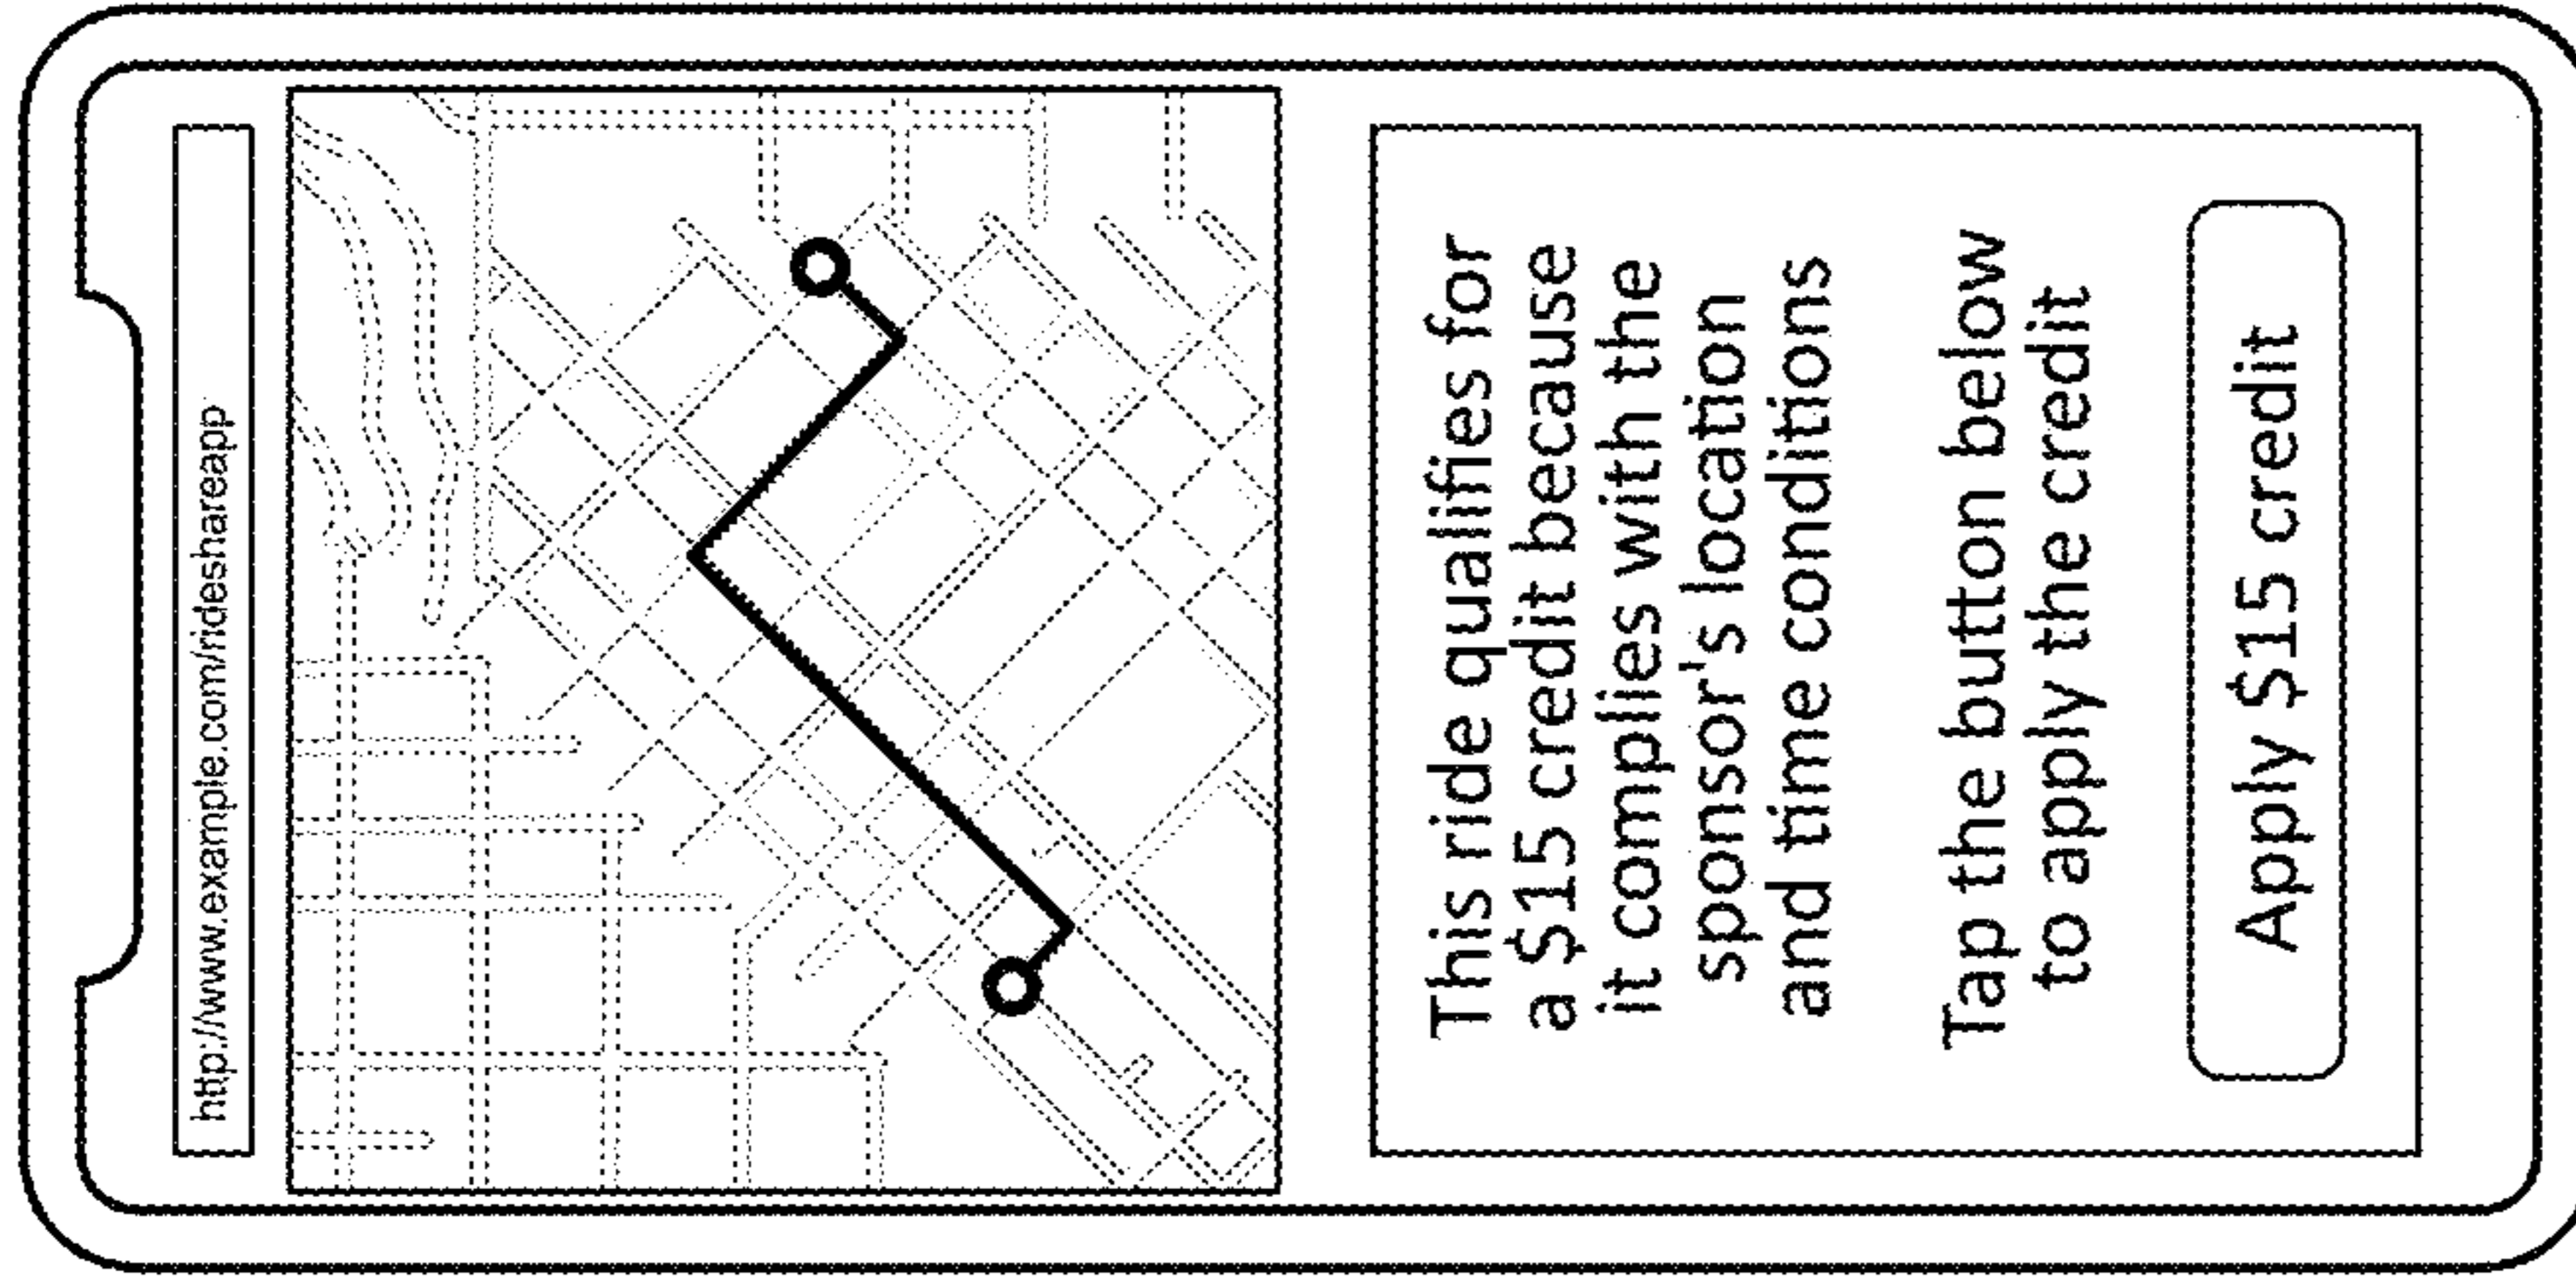 http://www.example.com/rideshareapp
This ride qualifies for
a $15 credit because
it complies with the
sponsor's location
and time conditions
Tap the button below
to apply the credit
Apply $15 credit